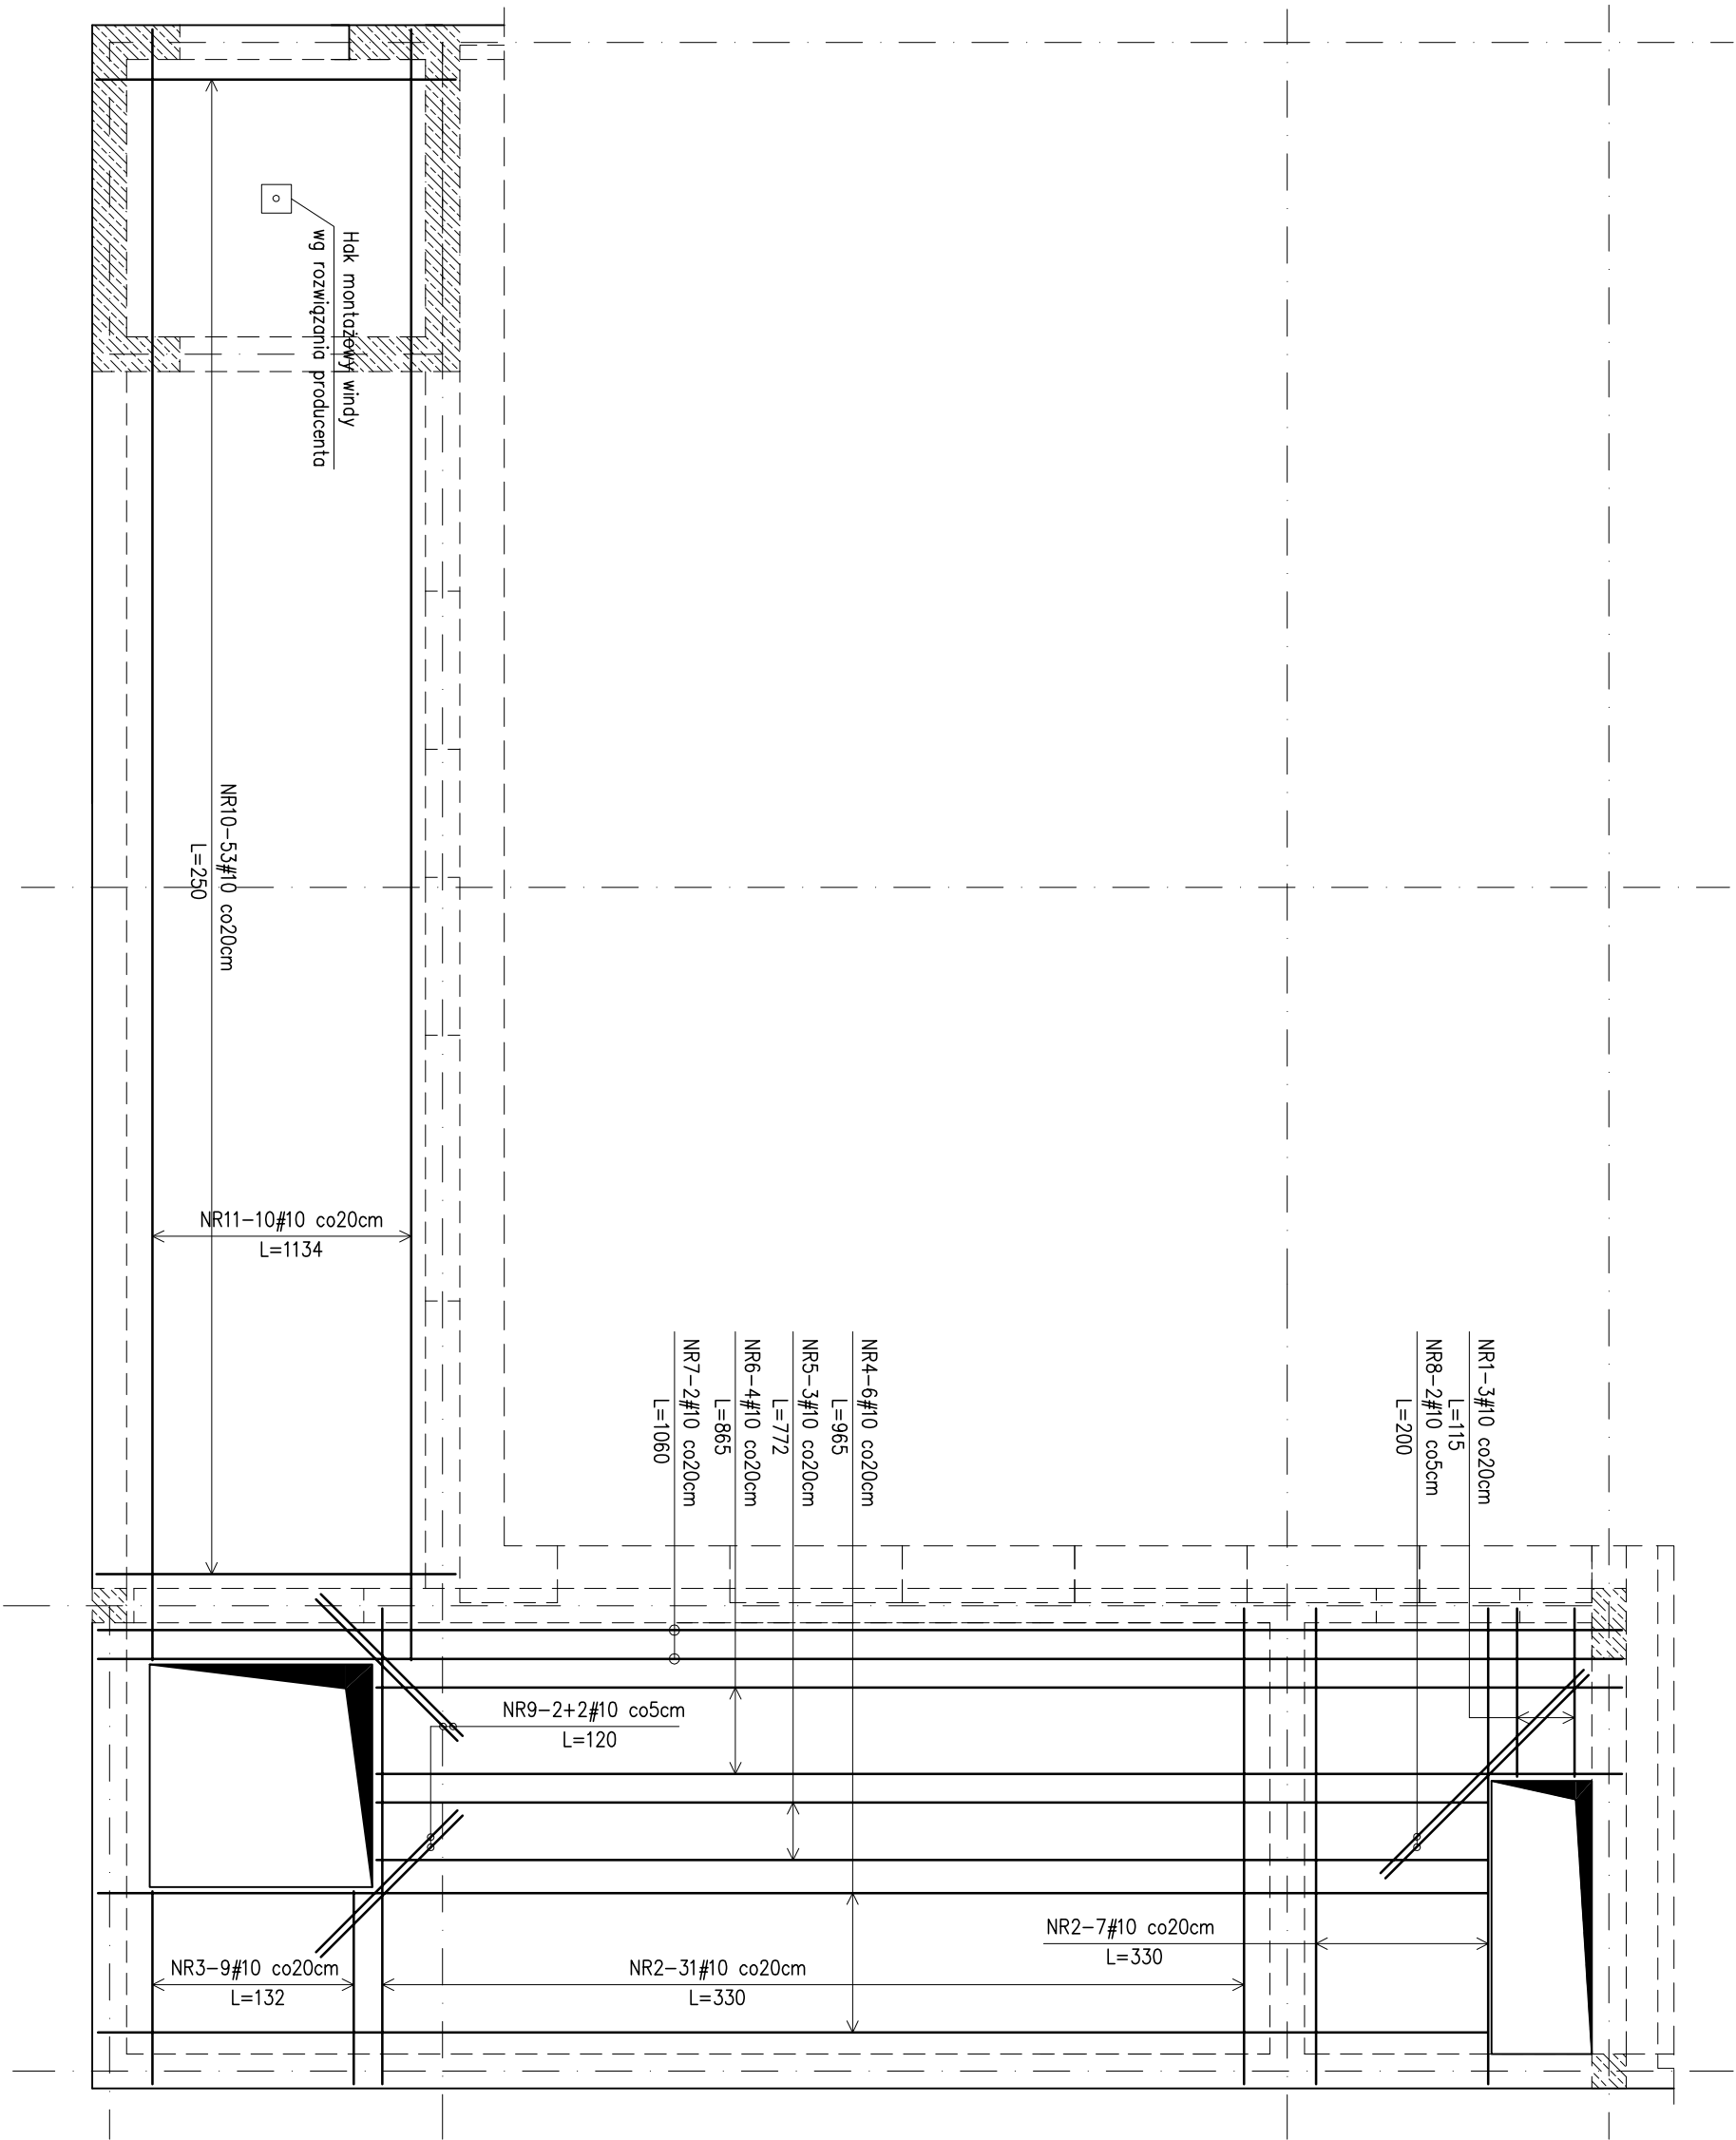 Hak montażowy windy
wg rozwiązania producenta
NR10-53#10 co20cm
L=250
NR11-10#10 co20cm
L=1134
NR7-2#10 co20cm
L=1060
NR6-4#10 co20cm
L=865
NR5-3#10 co20cm
L=772
NR4-6#10 co20cm
L=965
NR8-2#10 co5cm
L=200
NR1-3#10 co20cm
L=115
NR9-2+2#10 co5cm
L=120
NR2-7#10 co20cm
L=330
NR3-9#10 co20cm
L=132
NR2-31#10 co20cm
L=330